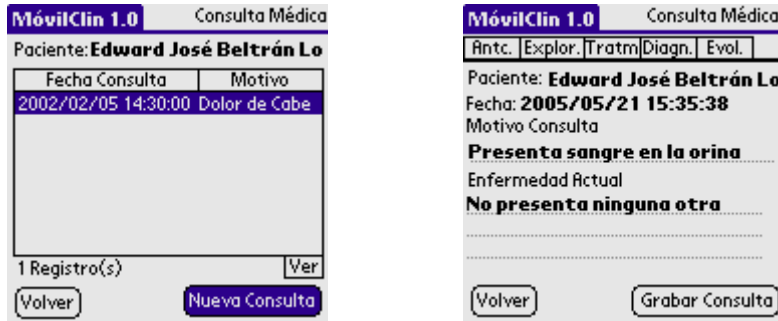 MóvilClin 1.0 Consulta Médica
Paciente: Edward José Beltrán Lo
Fecha Consulta Motivo
2002/02/05 14:30:00 Dolor de Cabe
1 Registro(s) Ver
Volver Nueva Consulta
MóvilClin 1.0 Consulta Médica
Antc. Explor. Tratm Diagn. Evol.
Paciente: Edward José Beltrán Lo
Fecha: 2005/05/21 15:35:38
Motivo Consulta
Presenta sangre en la orina
Enfermedad Actual
No presenta ninguna otra
Volver Grabar Consulta